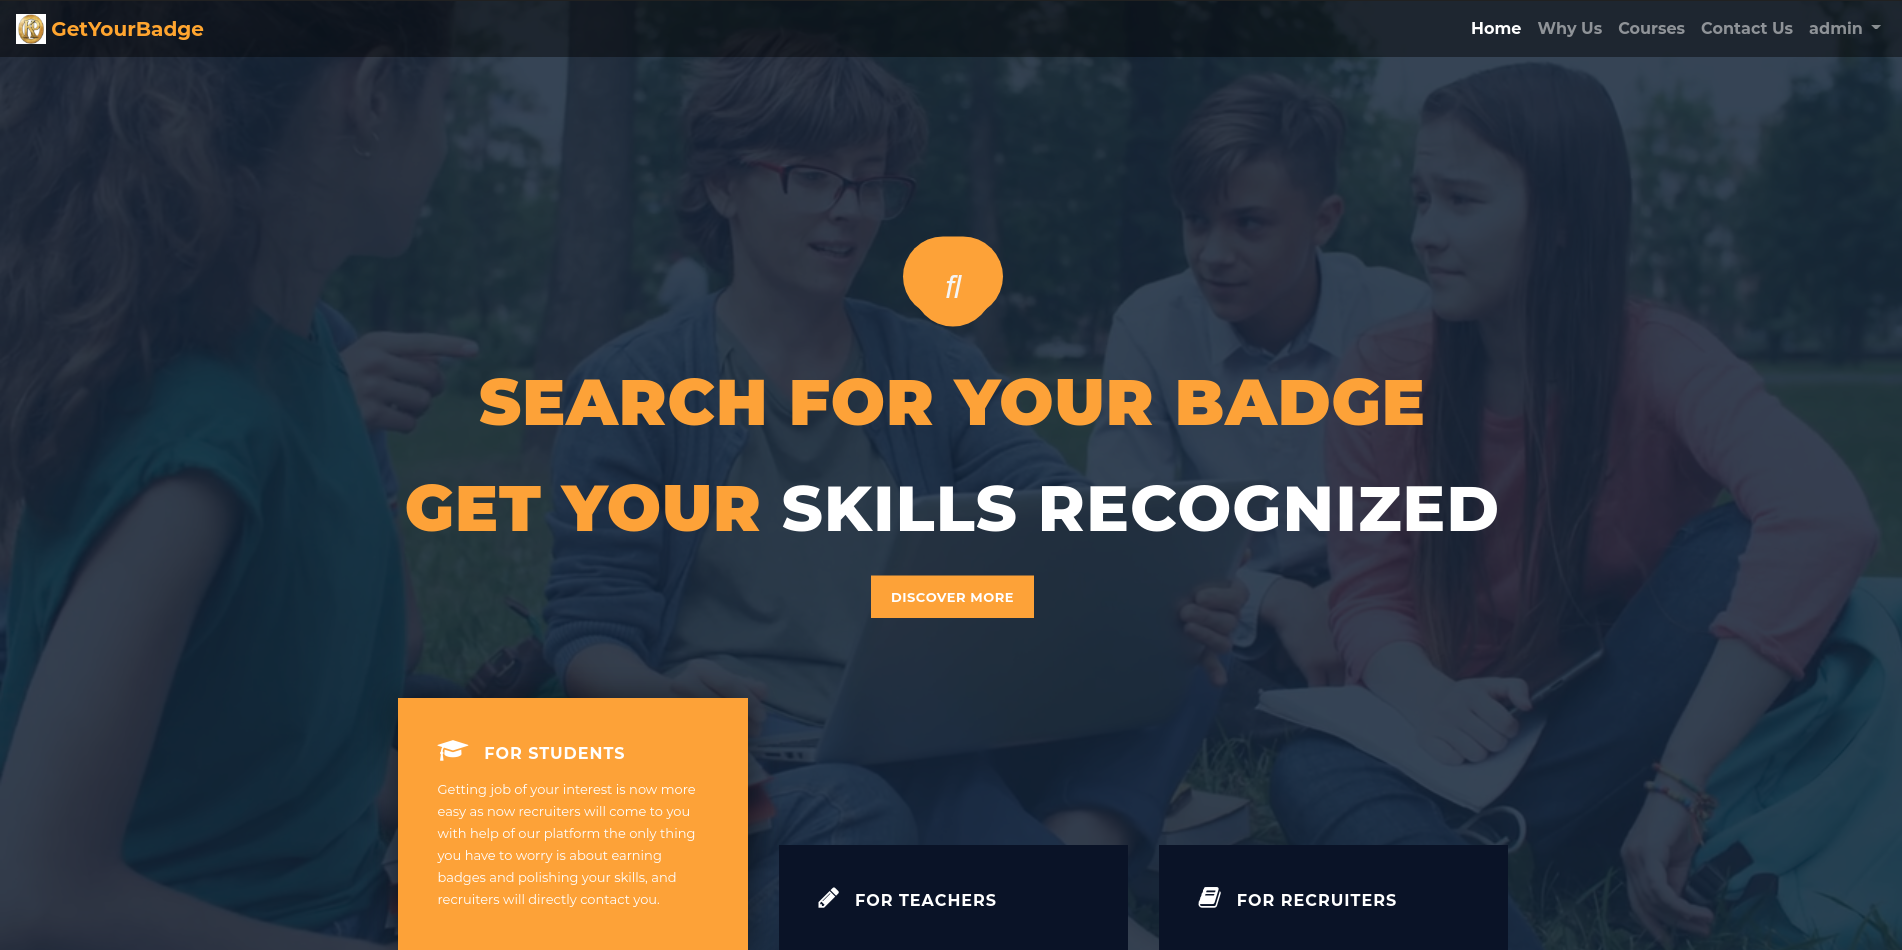 GetYourBadge
Home Why Us Courses Contact Us admin
fl
SEARCH FOR YOUR BADGE
GET YOUR SKILLS RECOGNIZED
DISCOVER MORE
FOR STUDENTS
Getting job of your interest is now more
easy as now recruiters will come to you
with help of our platform the only thing
you have to worry is about earning
badges and polishing your skills, and
recruiters will directly contact you.
FOR TEACHERS
FOR RECRUITERS